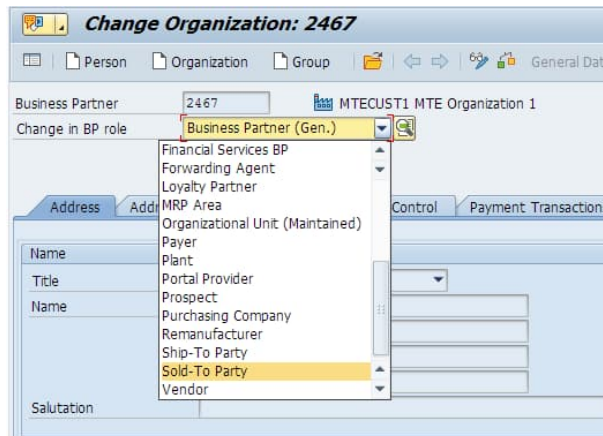 Change Organization: 2467
Person Organization Group General Dat
Business Partner 2467 MTECUST1 MTE Organization 1
Change in BP role Business Partner (Gen.)
Financial Services BP
Forwarding Agent
Loyalty Partner
MRP Area
Organizational Unit (Maintained)
Payer
Plant
Portal Provider
Prospect
Purchasing Company
Remanufacturer
Ship-To Party
Sold-To Party
Vendor
Address Addr Control Payment Transaction
Name
Title
Name
Salutation